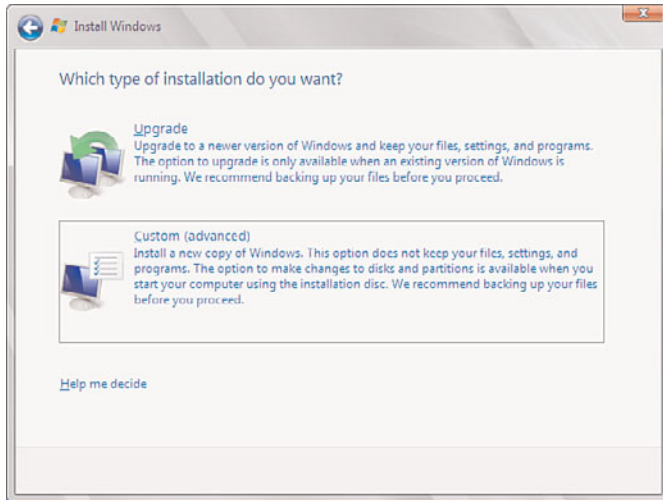 Install Windows
Which type of installation do you want?
Upgrade
Upgrade to a newer version of Windows and keep your files, settings, and programs.
The option to upgrade is only available when an existing version of Windows is
running. We recommend backing up your files before you proceed.
Custom (advanced)
Install a new copy of Windows. This option does not keep your files, settings, and
programs. The option to make changes to disks and partitions is available when you
start your computer using the installation disc. We recommend backing up your files
before you proceed.
Help me decide